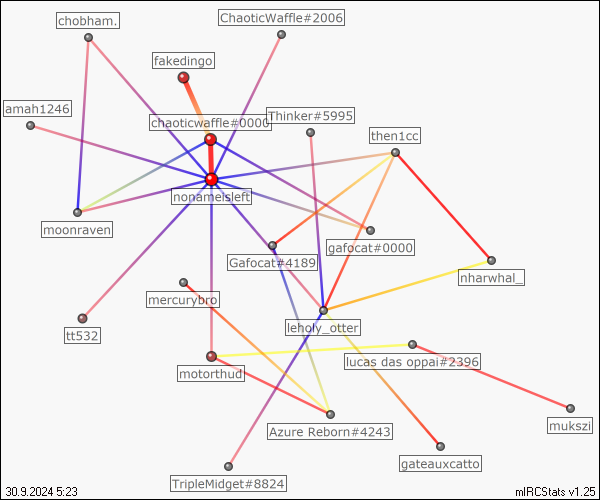 ChaoticWaffle#2006
chobham.
fakedingo
amah1246
chaoticwaffle#0000
Thinker#5995
then1cc
nonameisleft
moonraven
gafocat#0000
Gafocat#4189
nharwhal_
mercurybro
leholy_otter
tt532
lucas das oppai#2396
motorthud
mukszi
Azure Reborn#4243
gateauxcatto
TripleMidget#8824
30.9.2024 5:23
mIRCStats v1.25